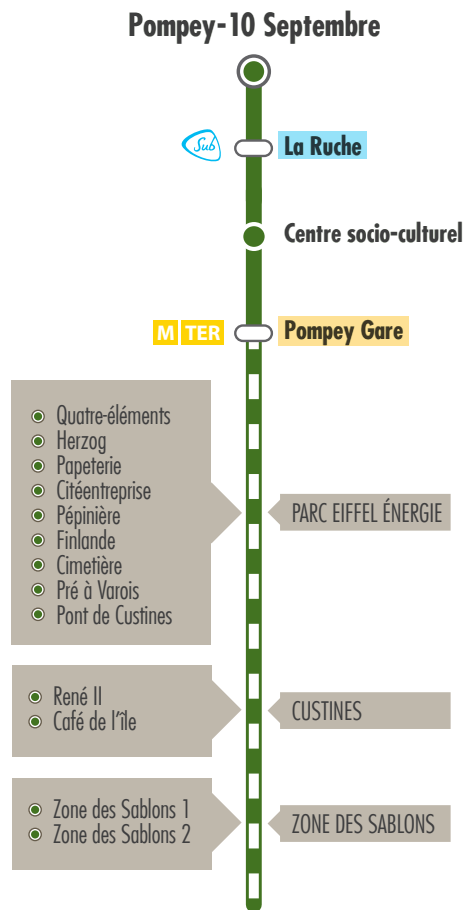 Pompey-10 Septembre
Sub La Ruche
Centre socio-culturel
M TER Pompey Gare
Quatre-éléments
Herzog
Papeterie
Citéentreprise
Pépinière
Finlande
Cimetière
Pré à Varois
Pont de Custines
PARC EIFFEL ÉNERGIE
René II
Café de l'île
CUSTINES
Zone des Sablons 1
Zone des Sablons 2
ZONE DES SABLONS